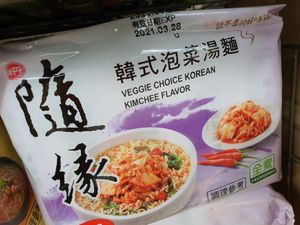 有效日期EXP
2021.03.28
U
隨緣
韓式泡菜湯麵
VEGGIE CHOICE KOREAN
KIMCHEE FLAVOR
全素
調理參考